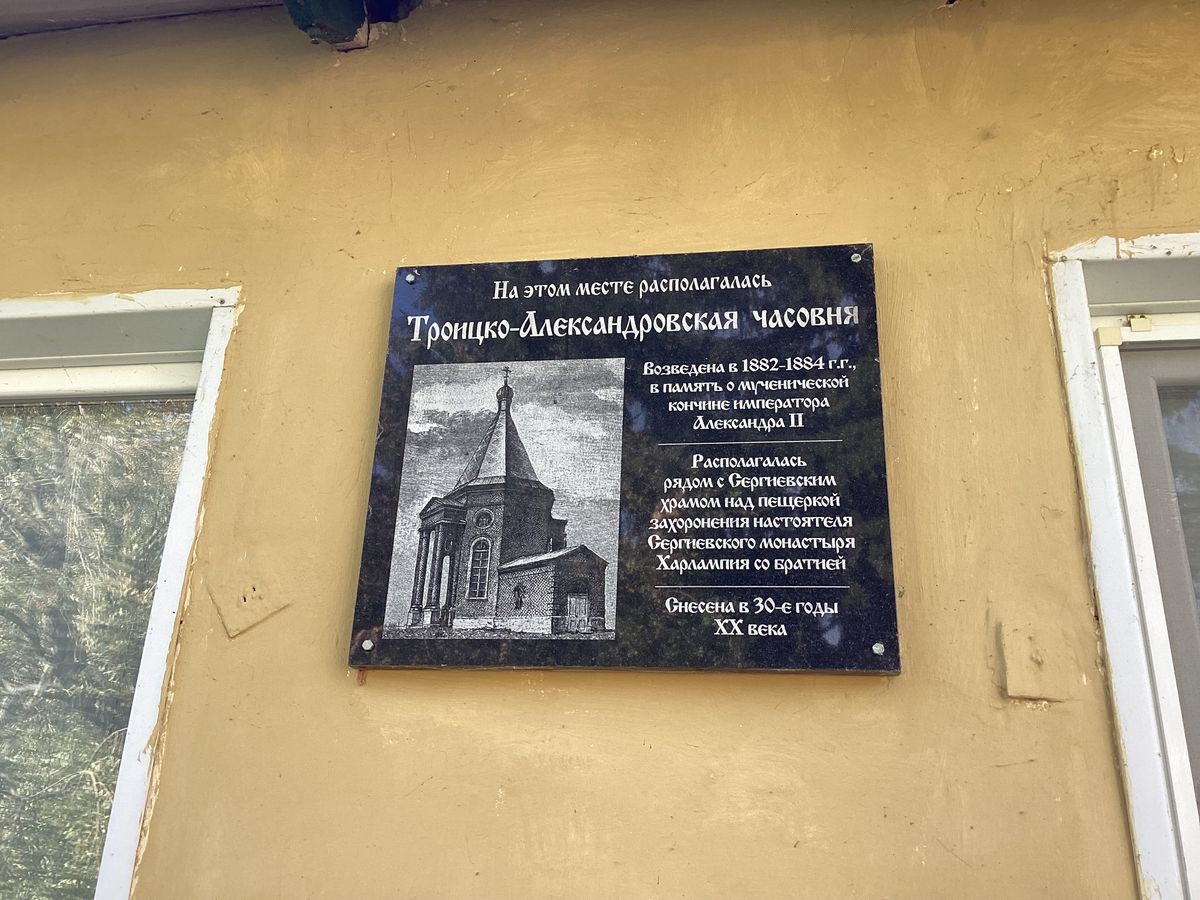 На этом месте располагалась
Троицко-Александровская часовня
Возведена в 1882-1884 г.г.,
в память о мученической
кончине императора
Александра II
Располагалась
рядом с Сергиевским
храмом над пещеркой
захоронения настоятеля
Сергиевского монастыря
Харлампия со братией
Снесена в 30-е годы
XX века